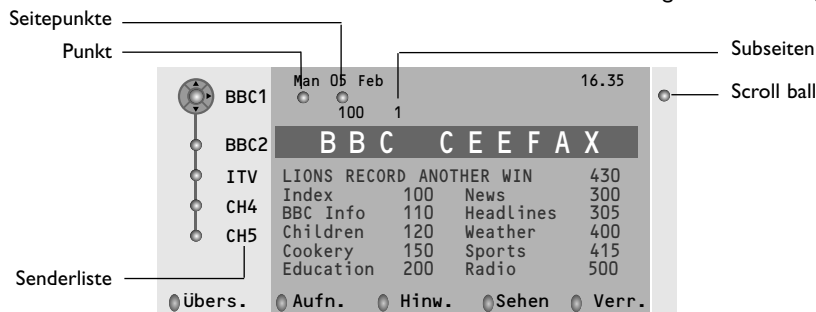 Seitepunkte
Punkt
Subseiten
Scroll ball
Senderliste
Man 05 Feb 16.35
100 1
BBC1
BBC2
ITV
CH4
CH5
BBC CEEFAX
LIONS RECORD ANOTHER WIN 430
Index 100 News 300
BBC Info 110 Headlines 305
Children 120 Weather 400
Cookery 150 Sports 415
Education 200 Radio 500
Übers. Aufn. Hinw. Sehen Verr.